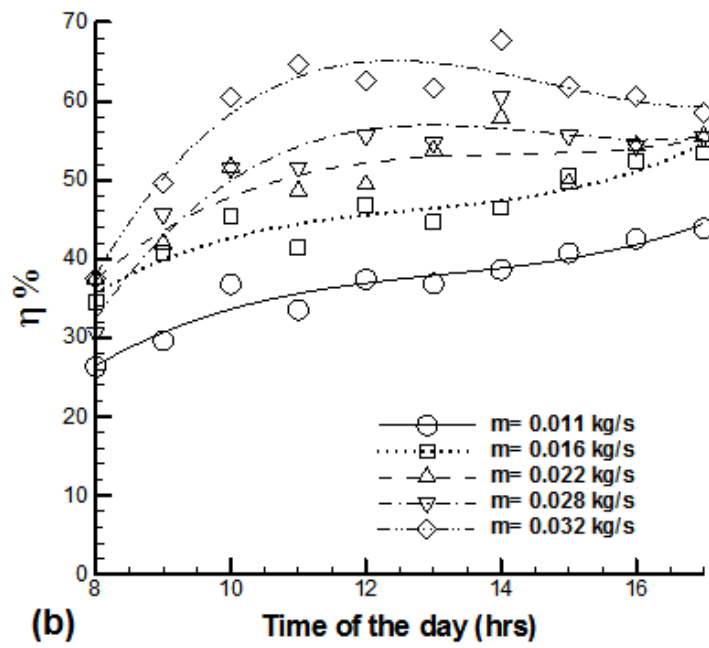 70
60
50
40
30
20
10
0
η %
m= 0.011 kg/s
m= 0.016 kg/s
m= 0.022 kg/s
m= 0.028 kg/s
m= 0.032 kg/s
8 10 12 14 16
(b) Time of the day (hrs)